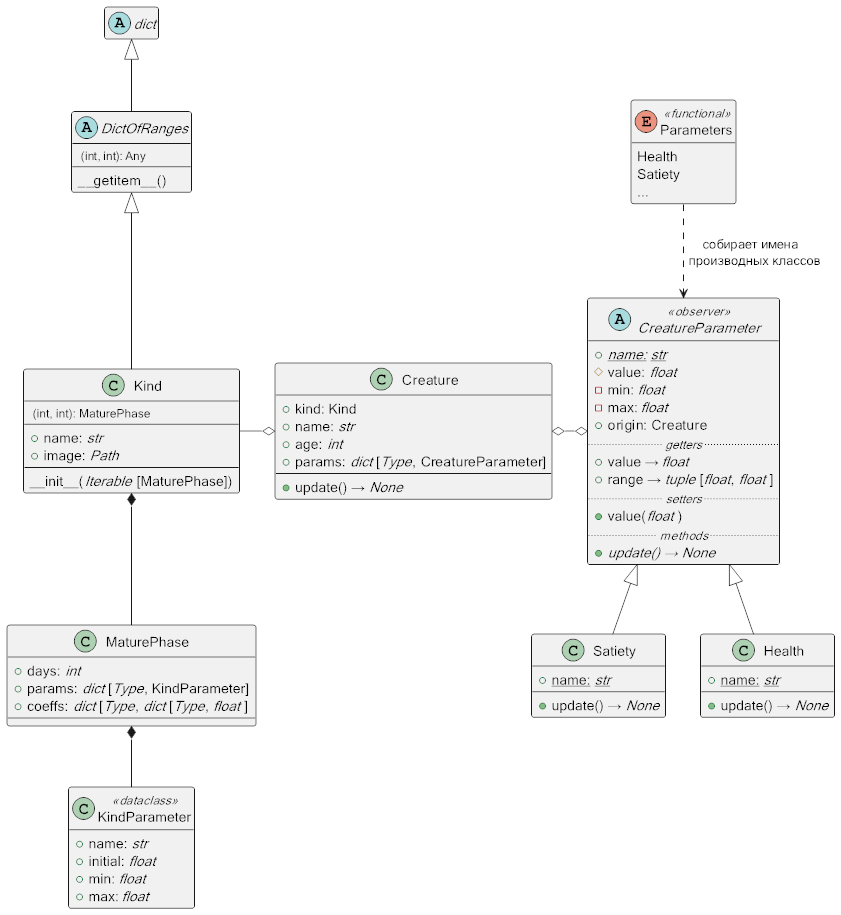 A dict
A DictOfRanges
(int, int): Any
__getitem__()
E «functional»
Parameters
Health
Satiety
...
собирает имена
производных классов
C Kind
(int, int): MaturePhase
name: str
image: Path
__init__(Iterable [MaturePhase])
C Creature
kind: Kind
name: str
age: int
params: dict [Type, CreatureParameter]
update() → None
A «observer»
CreatureParameter
name: str
value: float
min: float
max: float
origin: Creature
getters
value → float
range → tuple [float, float ]
setters
value(float )
methods
update() → None
C MaturePhase
days: int
params: dict [Type, KindParameter]
coeffs: dict [Type, dict [Type, float ]
C Satiety
name: str
update() → None
C Health
name: str
update() → None
C «dataclass»
KindParameter
name: str
initial: float
min: float
max: float